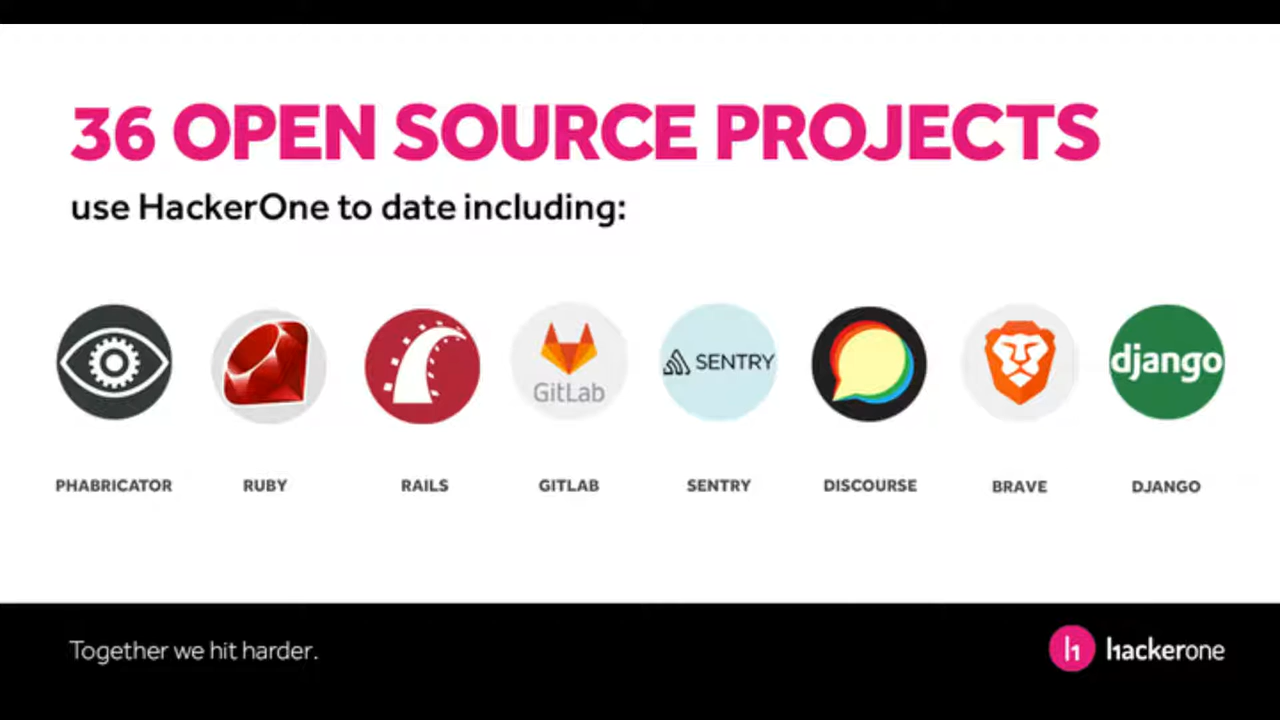 36 OPEN SOURCE PROJECTS
use HackerOne to date including:
GitLab
SENTRY
django
PHABRICATOR
RUBY
RAILS
GITLAB
SENTRY
DISCOURSE
BRAVE
DJANGO
Together we hit harder.
h1 hackerone